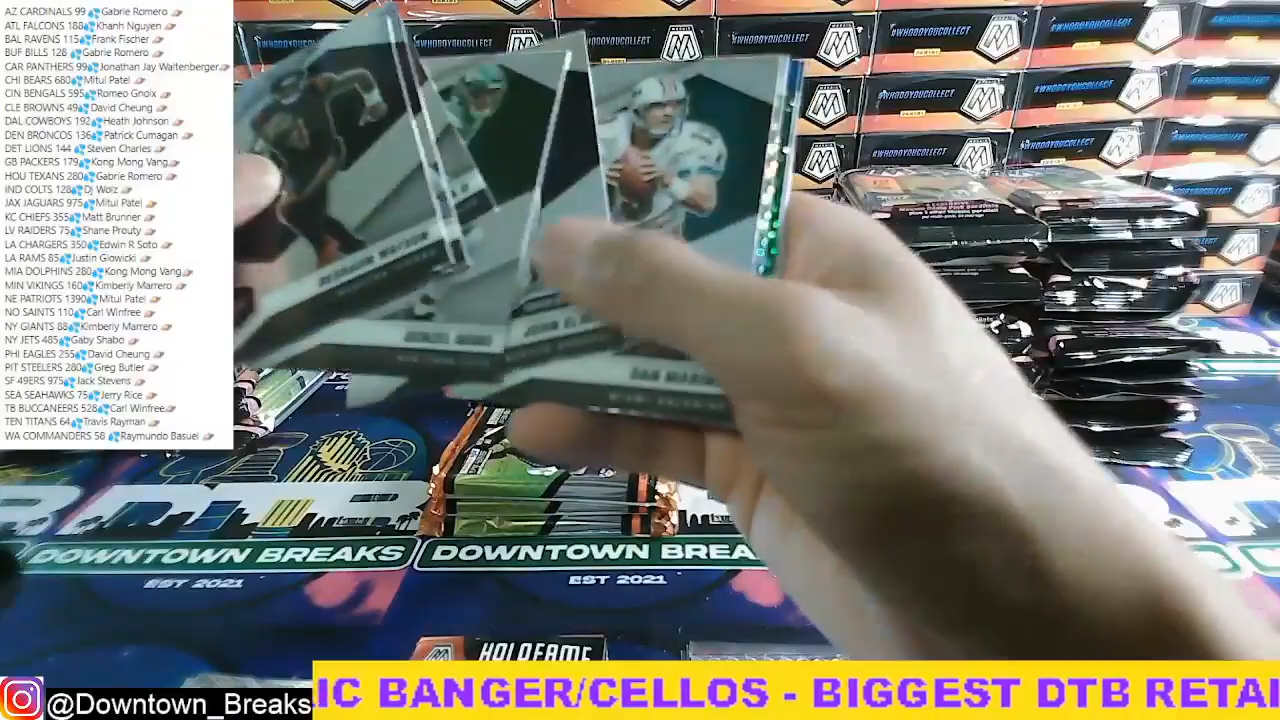 AZ CARDINALS 99💦Gabrie Romero
ATL FALCONS 188💦Khanh Nguyen
BAL RAVENS 115💦Frank Fischer
BUF BILLS 128 💦Gabrie Romero
CAR PANTHERS 99💦Jonathan Jay Waltenberger
CHI BEARS 680💦Mitul Patel
CIN BENGALS 595💦Romeo Gnoix
CLE BROWNS 49💦David Cheung
DAL COWBOYS 192💦Heath Johnson
DEN BRONCOS 136💦Patrick Cumagan
DET LIONS 144 💦Steven Charles
GB PACKERS 179💦Kong Mong Vang
HOU TEXANS 280💦Gabrie Romero
IND COLTS 128💦Dj Wolz
JAX JAGUARS 975💦Mitul Patel
KC CHIEFS 355💦Matt Brunner
LV RAIDERS 75💦Shane Prouty
LA CHARGERS 350💦Edwin R Soto
LA RAMS 85💦Justin Glowicki
MIA DOLPHINS 280💦Kong Mong Vang
MIN VIKINGS 160💦Kimberly Marrero
NE PATRIOTS 1390💦Mitul Patel
NO SAINTS 110💦Carl Winfree
NY GIANTS 88💦Kimberly Marrero
NY JETS 485💦Gaby Shabo
PHI EAGLES 255💦David Cheung
PIT STEELERS 280💦Greg Butler
SF 49ERS 975💦Jack Stevens
SEA SEAHAWKS 75💦Jerry Rice
TB BUCCANEERS 528💦Carl Winfree
TEN TITANS 64💦Travis Rayman
WA COMMANDERS 58 💦Raymundo Basuel
#WHODOYOUCOLLECT
MOSAIC
PANINI
DESHAUN WATSON
DAN MARINO
DTB
DOWNTOWN BREAKS
EST 2021
DOWNTOWN BREA
EST 2021
HOLOFAME
@Downtown_Breaks
IC BANGER/CELLOS - BIGGEST DTB RETAI